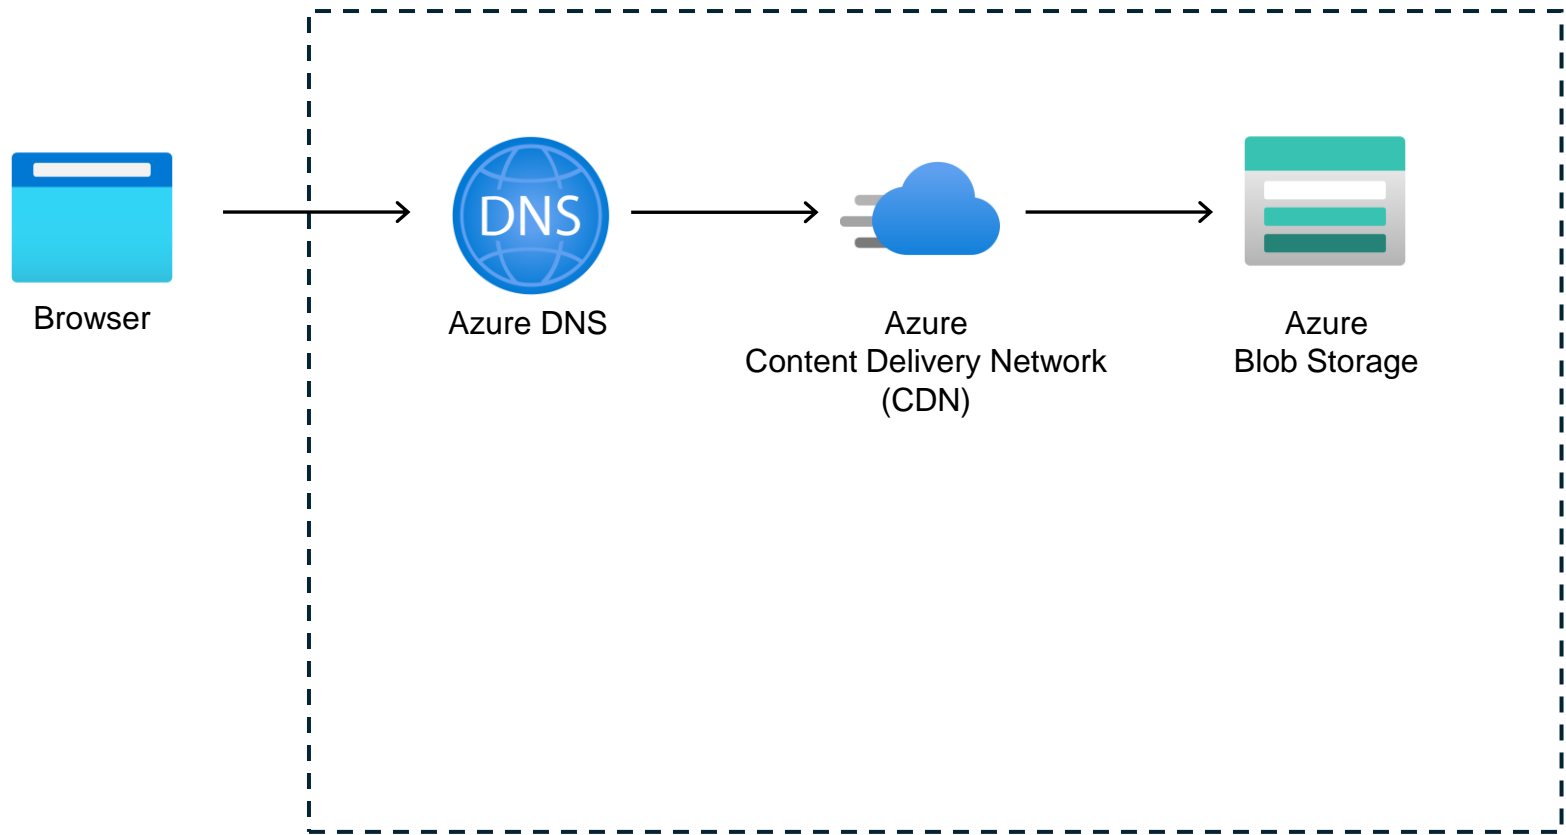 DNS
Browser
Azure DNS
Azure
Content Delivery Network
(CDN)
Azure
Blob Storage